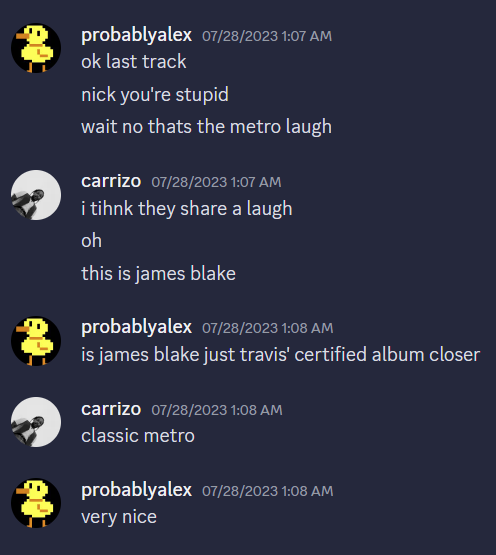 probablyalex 07/28/2023 1:07 AM
ok last track
nick you're stupid
wait no thats the metro laugh
carrizo 07/28/2023 1:07 AM
i tihnk they share a laugh
oh
this is james blake
probablyalex 07/28/2023 1:08 AM
is james blake just travis' certified album closer
carrizo 07/28/2023 1:08 AM
classic metro
probablyalex 07/28/2023 1:08 AM
very nice